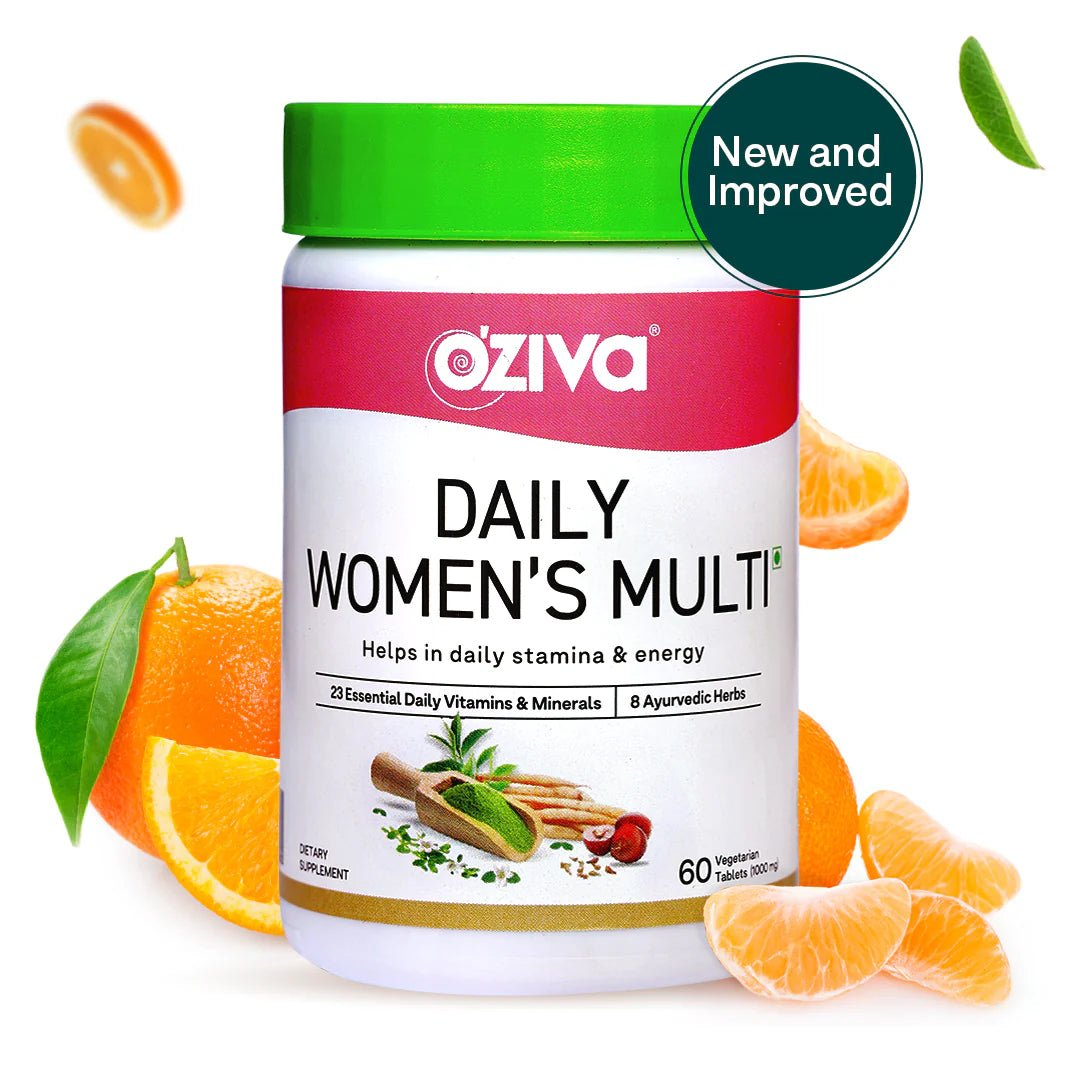 New and
Improved
O'ZIVA®
DAILY
WOMEN'S MULTI
Helps in daily stamina & energy
23 Essential Daily Vitamins & Minerals | 8 Ayurvedic Herbs
DIETARY
SUPPLEMENT
60 Vegetarian
Tablets (1000 mg)